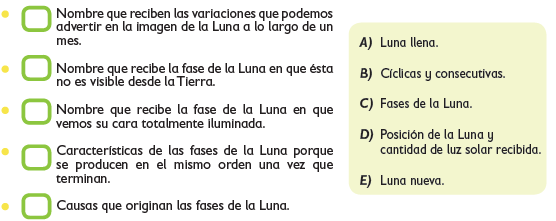 Nombre que reciben las variaciones que podemos
advertir en la imagen de la Luna a lo largo de un
mes.
Nombre que recibe la fase de la Luna en que ésta
no es visible desde la Tierra.
Nombre que recibe la fase de la Luna en que
vemos su cara totalmente iluminada.
Características de las fases de la Luna porque
se producen en el mismo orden una vez que
terminan.
Causas que originan las fases de la Luna.
A) Luna llena.
B) Cíclicas y consecutivas.
C) Fases de la Luna.
D) Posición de la Luna y
cantidad de luz solar recibida.
E) Luna nueva.